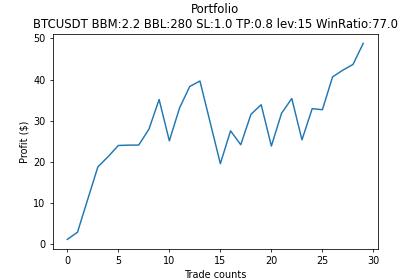 Portfolio
BTCUSDT BBM:2.2 BBL:280 SL:1.0 TP:0.8 lev:15 WinRatio:77.0
50
40
30
20
10
0
Profit ($)
0 5 10 15 20 25 30
Trade counts